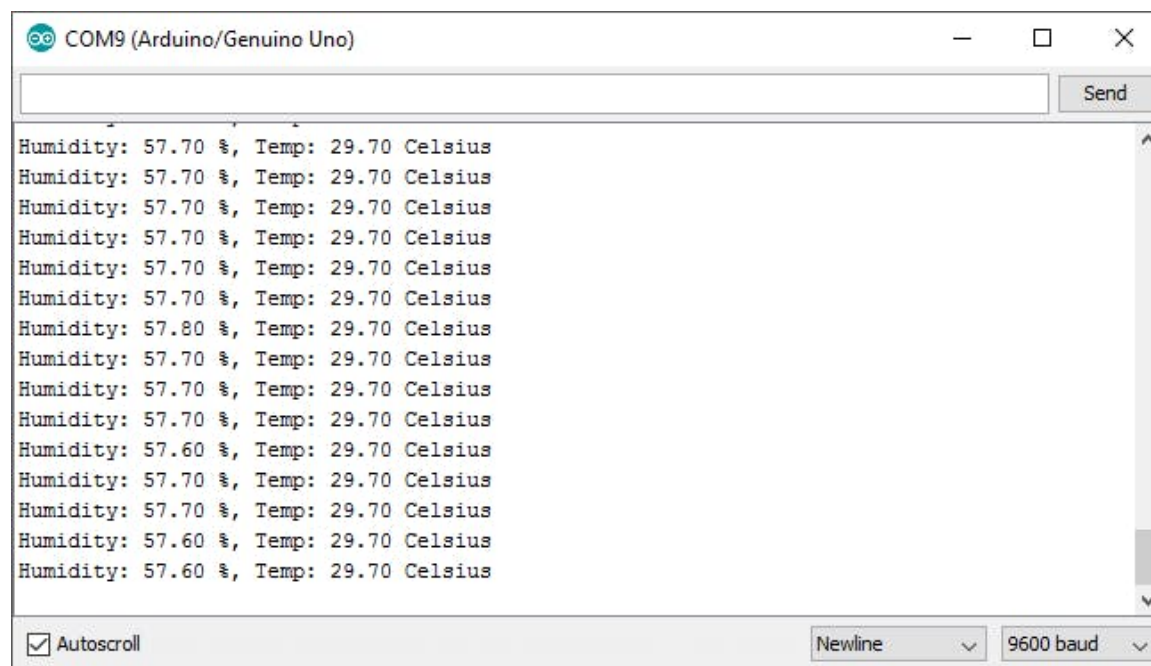 COM9 (Arduino/Genuino Uno)
Send
Humidity: 57.70 %, Temp: 29.70 Celsius
Humidity: 57.70 %, Temp: 29.70 Celsius
Humidity: 57.70 %, Temp: 29.70 Celsius
Humidity: 57.70 %, Temp: 29.70 Celsius
Humidity: 57.70 %, Temp: 29.70 Celsius
Humidity: 57.70 %, Temp: 29.70 Celsius
Humidity: 57.80 %, Temp: 29.70 Celsius
Humidity: 57.70 %, Temp: 29.70 Celsius
Humidity: 57.70 %, Temp: 29.70 Celsius
Humidity: 57.70 %, Temp: 29.70 Celsius
Humidity: 57.60 %, Temp: 29.70 Celsius
Humidity: 57.70 %, Temp: 29.70 Celsius
Humidity: 57.70 %, Temp: 29.70 Celsius
Humidity: 57.60 %, Temp: 29.70 Celsius
Humidity: 57.60 %, Temp: 29.70 Celsius
Autoscroll Newline 9600 baud